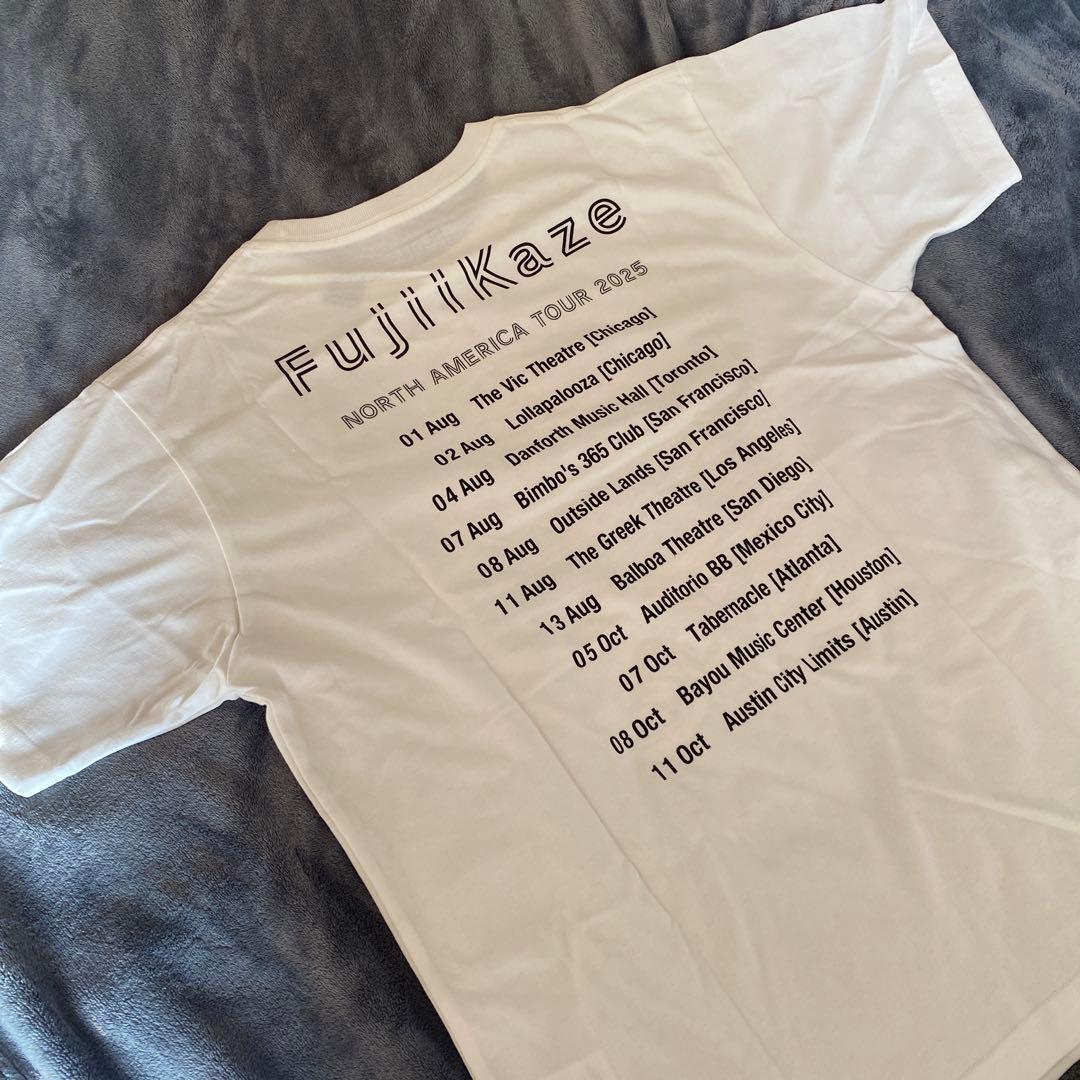 FujiiKaze
NORTH AMERICA TOUR 2025
01 Aug The Vic Theatre [Chicago]
02 Aug Lollapalooza [Chicago]
04 Aug Danforth Music Hall [Toronto]
07 Aug Bimbo's 365 Club [San Francisco]
08 Aug Outside Lands [San Francisco]
11 Aug The Greek Theatre [Los Angeles]
13 Aug Balboa Theatre [San Diego]
05 Oct Auditorio BB [Mexico City]
07 Oct Tabernacle [Atlanta]
08 Oct Bayou Music Center [Houston]
11 Oct Austin City Limits [Austin]